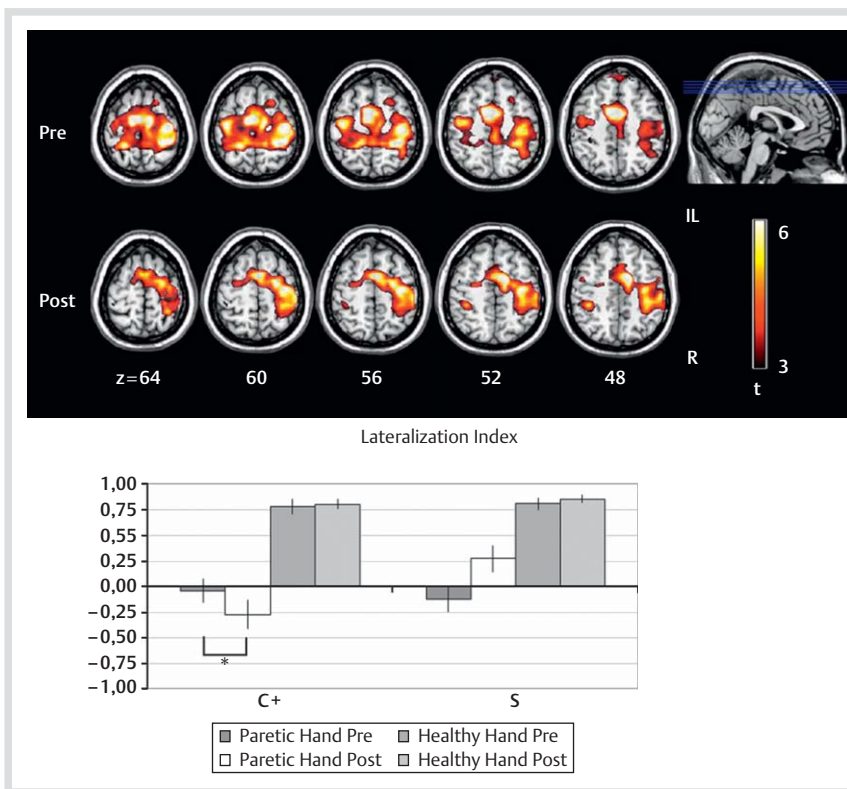 Pre
IL
6
Post
R
3
z=64 60 56 52 48 t
Lateralization Index
1,00
0,75
0,55
0,25
0,00
–0,25
–0,50
–0,75
–1,00
*
C+ S
Paretic Hand Pre Healthy Hand Pre
Paretic Hand Post Healthy Hand Post